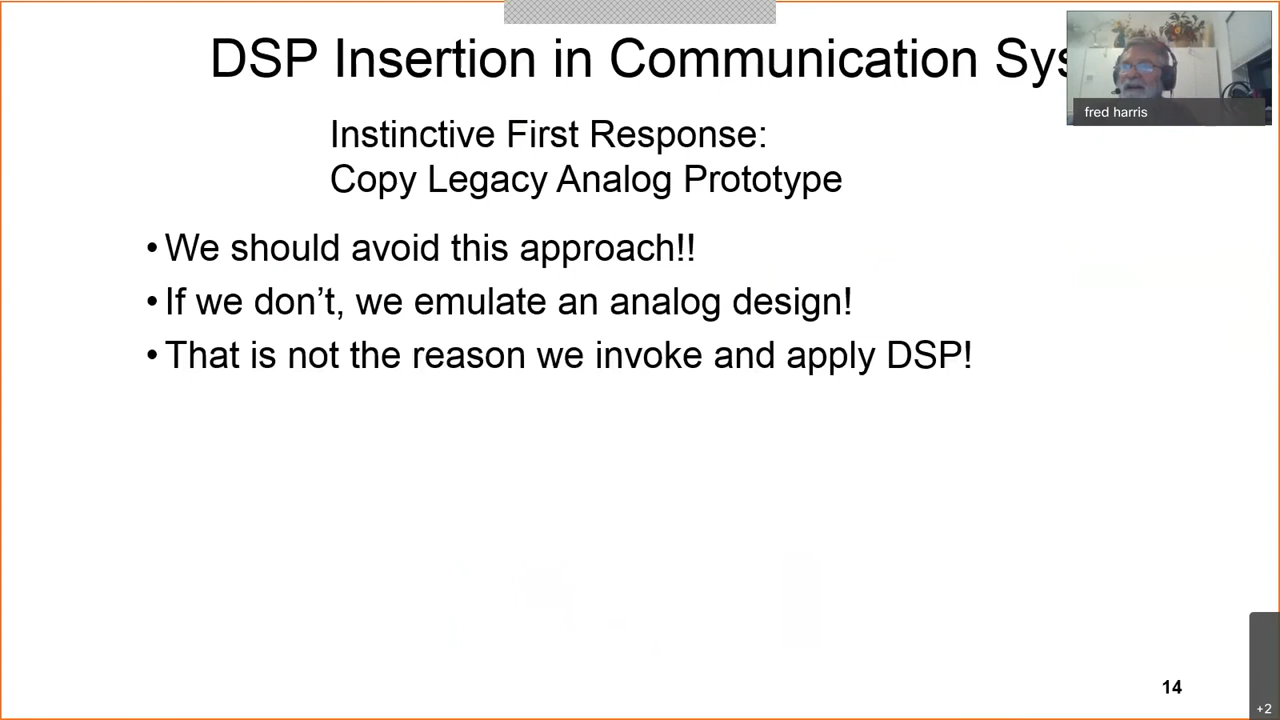 DSP Insertion in Communication Sys
fred harris
Instinctive First Response:
Copy Legacy Analog Prototype
• We should avoid this approach!!
• If we don’t, we emulate an analog design!
• That is not the reason we invoke and apply DSP!
14
+2